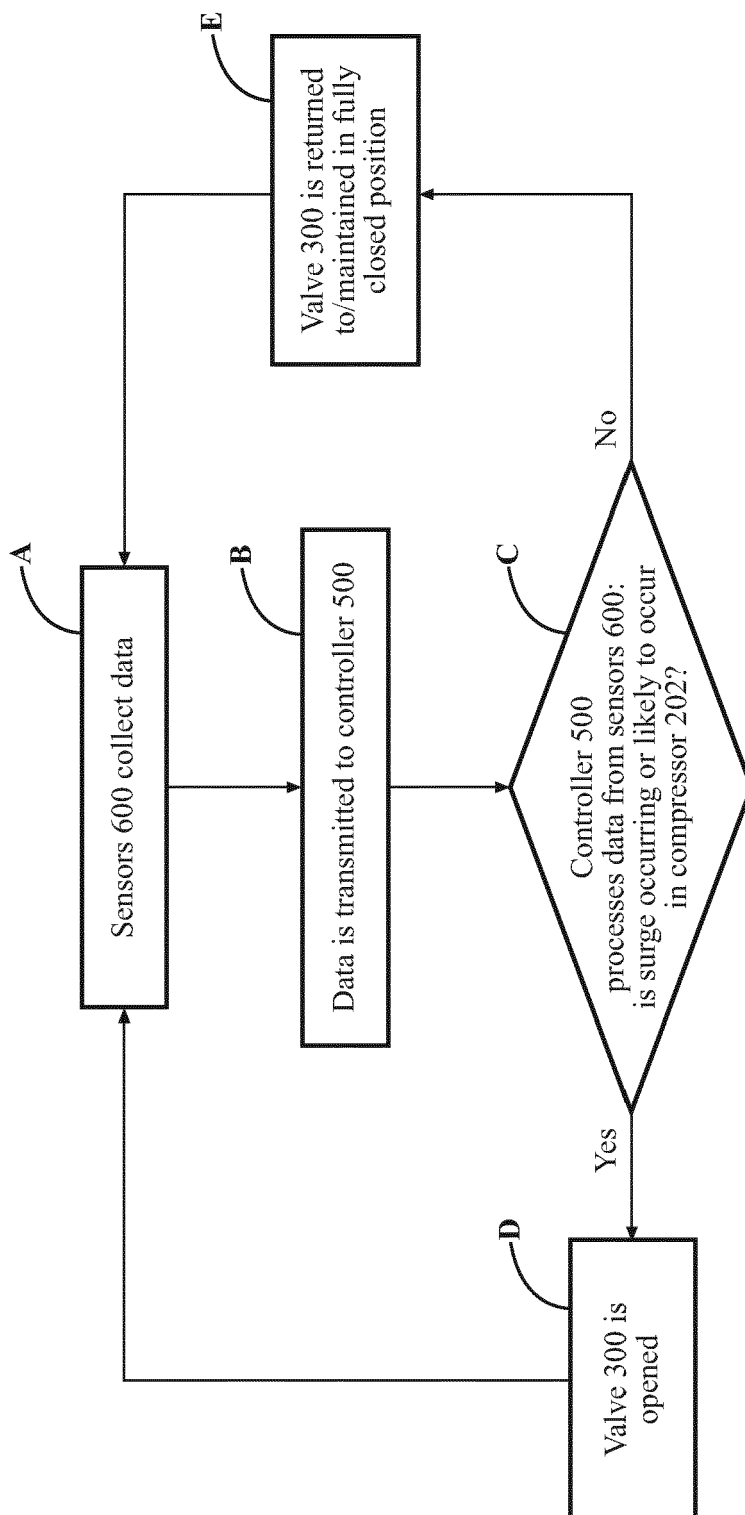 A
Sensors 600 collect data
B
Data is transmitted to controller 500
C
Controller 500
processes data from sensors 600:
is surge occurring or likely to occur
in compressor 202?
Yes
No
D
Valve 300 is
opened
E
Valve 300 is returned
to/maintained in fully
closed position